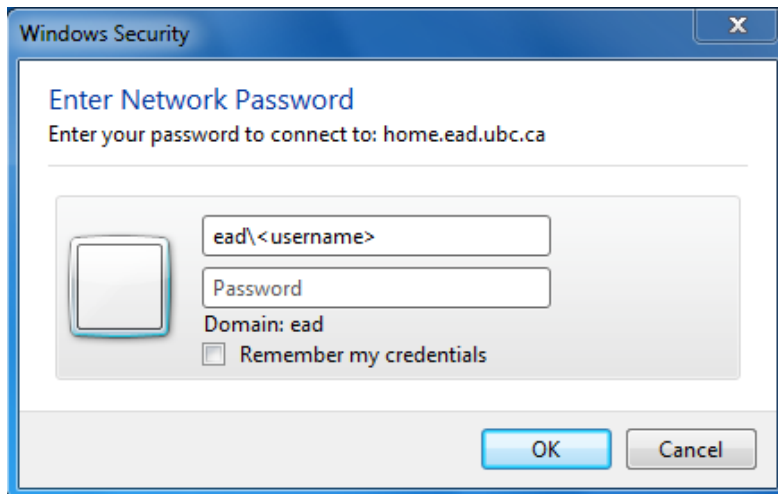 Windows Security
X
Enter Network Password
Enter your password to connect to: home.ead.ubc.ca
ead\<username>
Password
Domain: ead
Remember my credentials
OK
Cancel